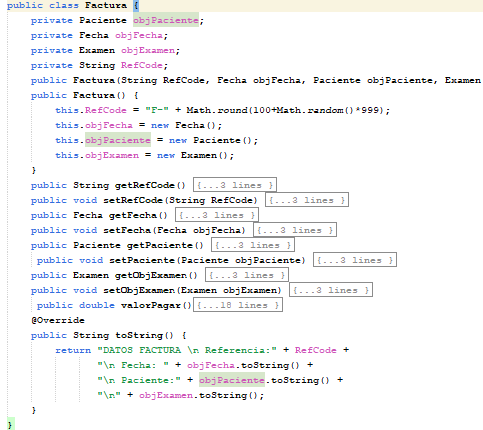 public class Factura {
private Paciente objPaciente;
private Fecha objFecha;
private Examen objExamen;
private String RefCode;
public Factura(String RefCode, Fecha objFecha, Paciente objPaciente, Examen
public Factura() {
this.RefCode = "F-" + Math.round(100+Math.random()*999);
this.objFecha = new Fecha();
this.objPaciente = new Paciente();
this.objExamen = new Examen();
}
public String getRefCode() {...3 lines }
public void setRefCode(String RefCode) {...3 lines }
public Fecha getFecha() {...3 lines }
public void setFecha(Fecha objFecha) {...3 lines }
public Paciente getPaciente() {...3 lines }
public void setPaciente(Paciente objPaciente) {...3 lines }
public Examen getObjExamen() {...3 lines }
public void setObjExamen(Examen objExamen) {...3 lines }
public double valorPagar() {...18 lines }
@Override
public String toString() {
return "DATOS FACTURA \n Referencia:" + RefCode +
"\n Fecha: " + objFecha.toString() +
"\n Paciente:" + objPaciente.toString() +
"\n" + objExamen.toString();
}
}